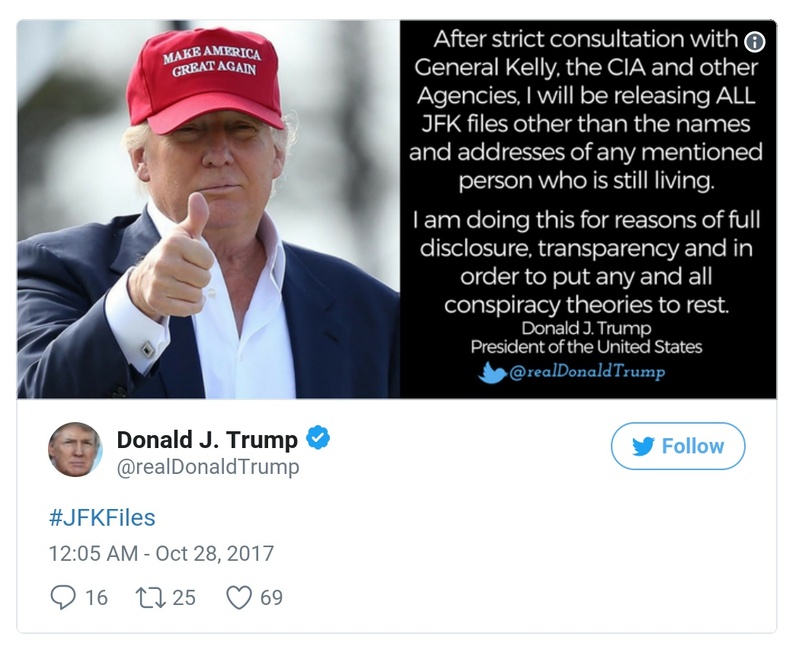 MAKE AMERICA
GREAT AGAIN
After strict consultation with
General Kelly, the CIA and other
Agencies, I will be releasing ALL
JFK files other than the names
and addresses of any mentioned
person who is still living.
I am doing this for reasons of full
disclosure, transparency and in
order to put any and all
conspiracy theories to rest.
Donald J. Trump
President of the United States
@realDonaldTrump
Donald J. Trump
@realDonaldTrump
Follow
#JFKFiles
12:05 AM - Oct 28, 2017
16 25 69